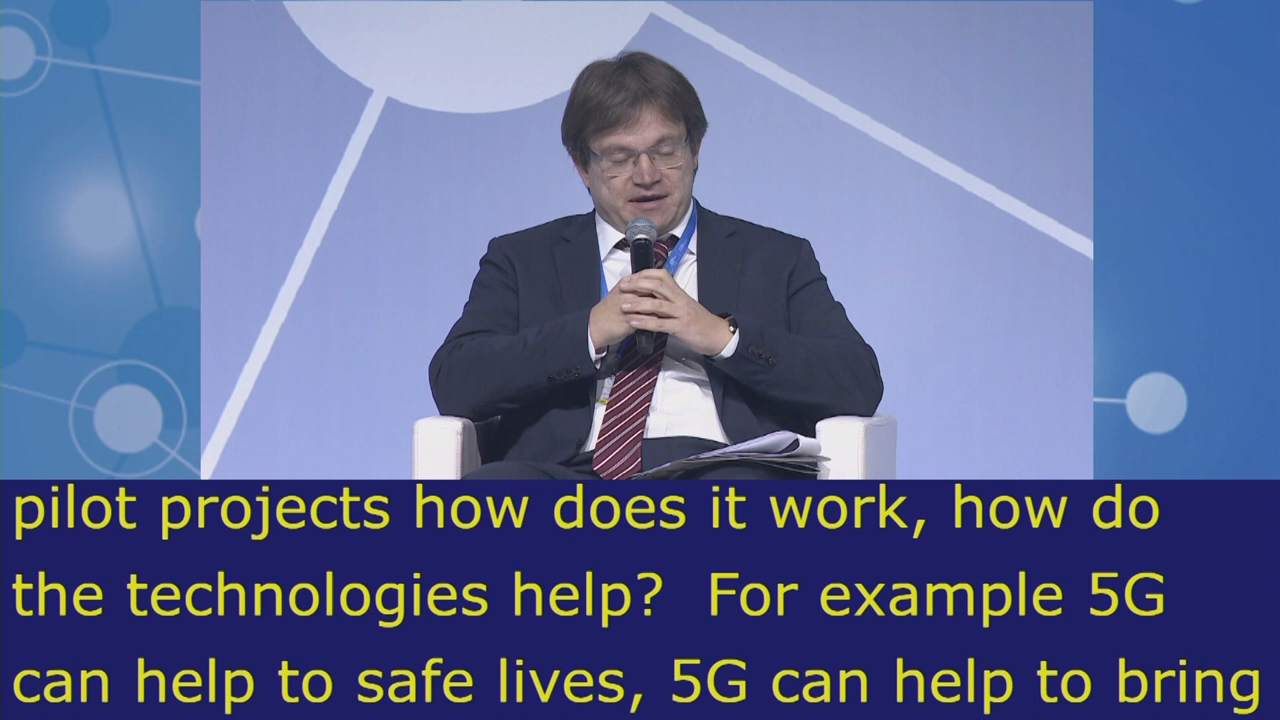 pilot projects how does it work, how do
the technologies help?  For example 5G
can help to safe lives, 5G can help to bring